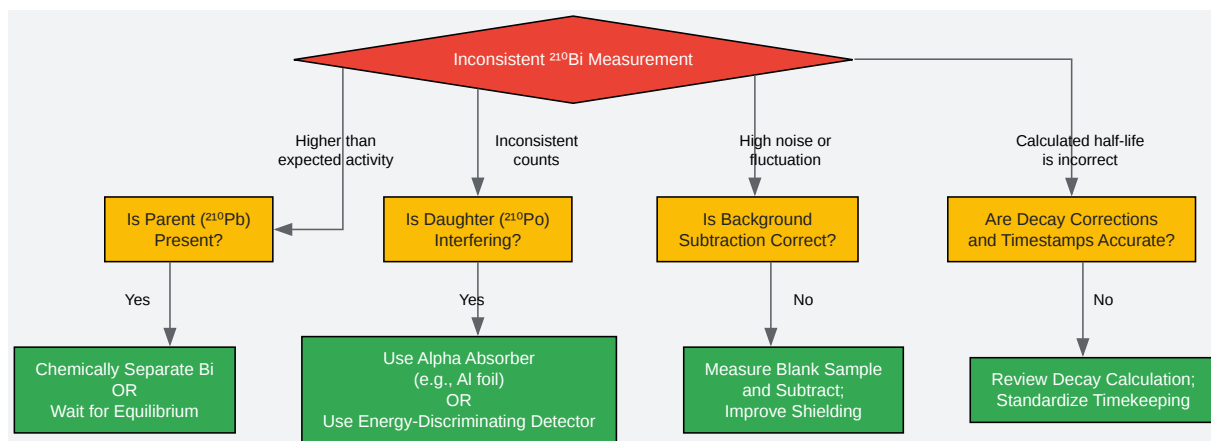 Inconsistent ²¹⁰Bi Measurement
Higher than
expected activity
Inconsistent
counts
High noise or
fluctuation
Calculated half-life
is incorrect
Is Parent (²¹⁰Pb)
Present?
Is Daughter (²¹⁰Po)
Interfering?
Is Background
Subtraction Correct?
Are Decay Corrections
and Timestamps Accurate?
Yes
Yes
No
No
Chemically Separate Bi
OR
Wait for Equilibrium
Use Alpha Absorber
(e.g., Al foil)
OR
Use Energy-Discriminating Detector
Measure Blank Sample
and Subtract;
Improve Shielding
Review Decay Calculation;
Standardize Timekeeping